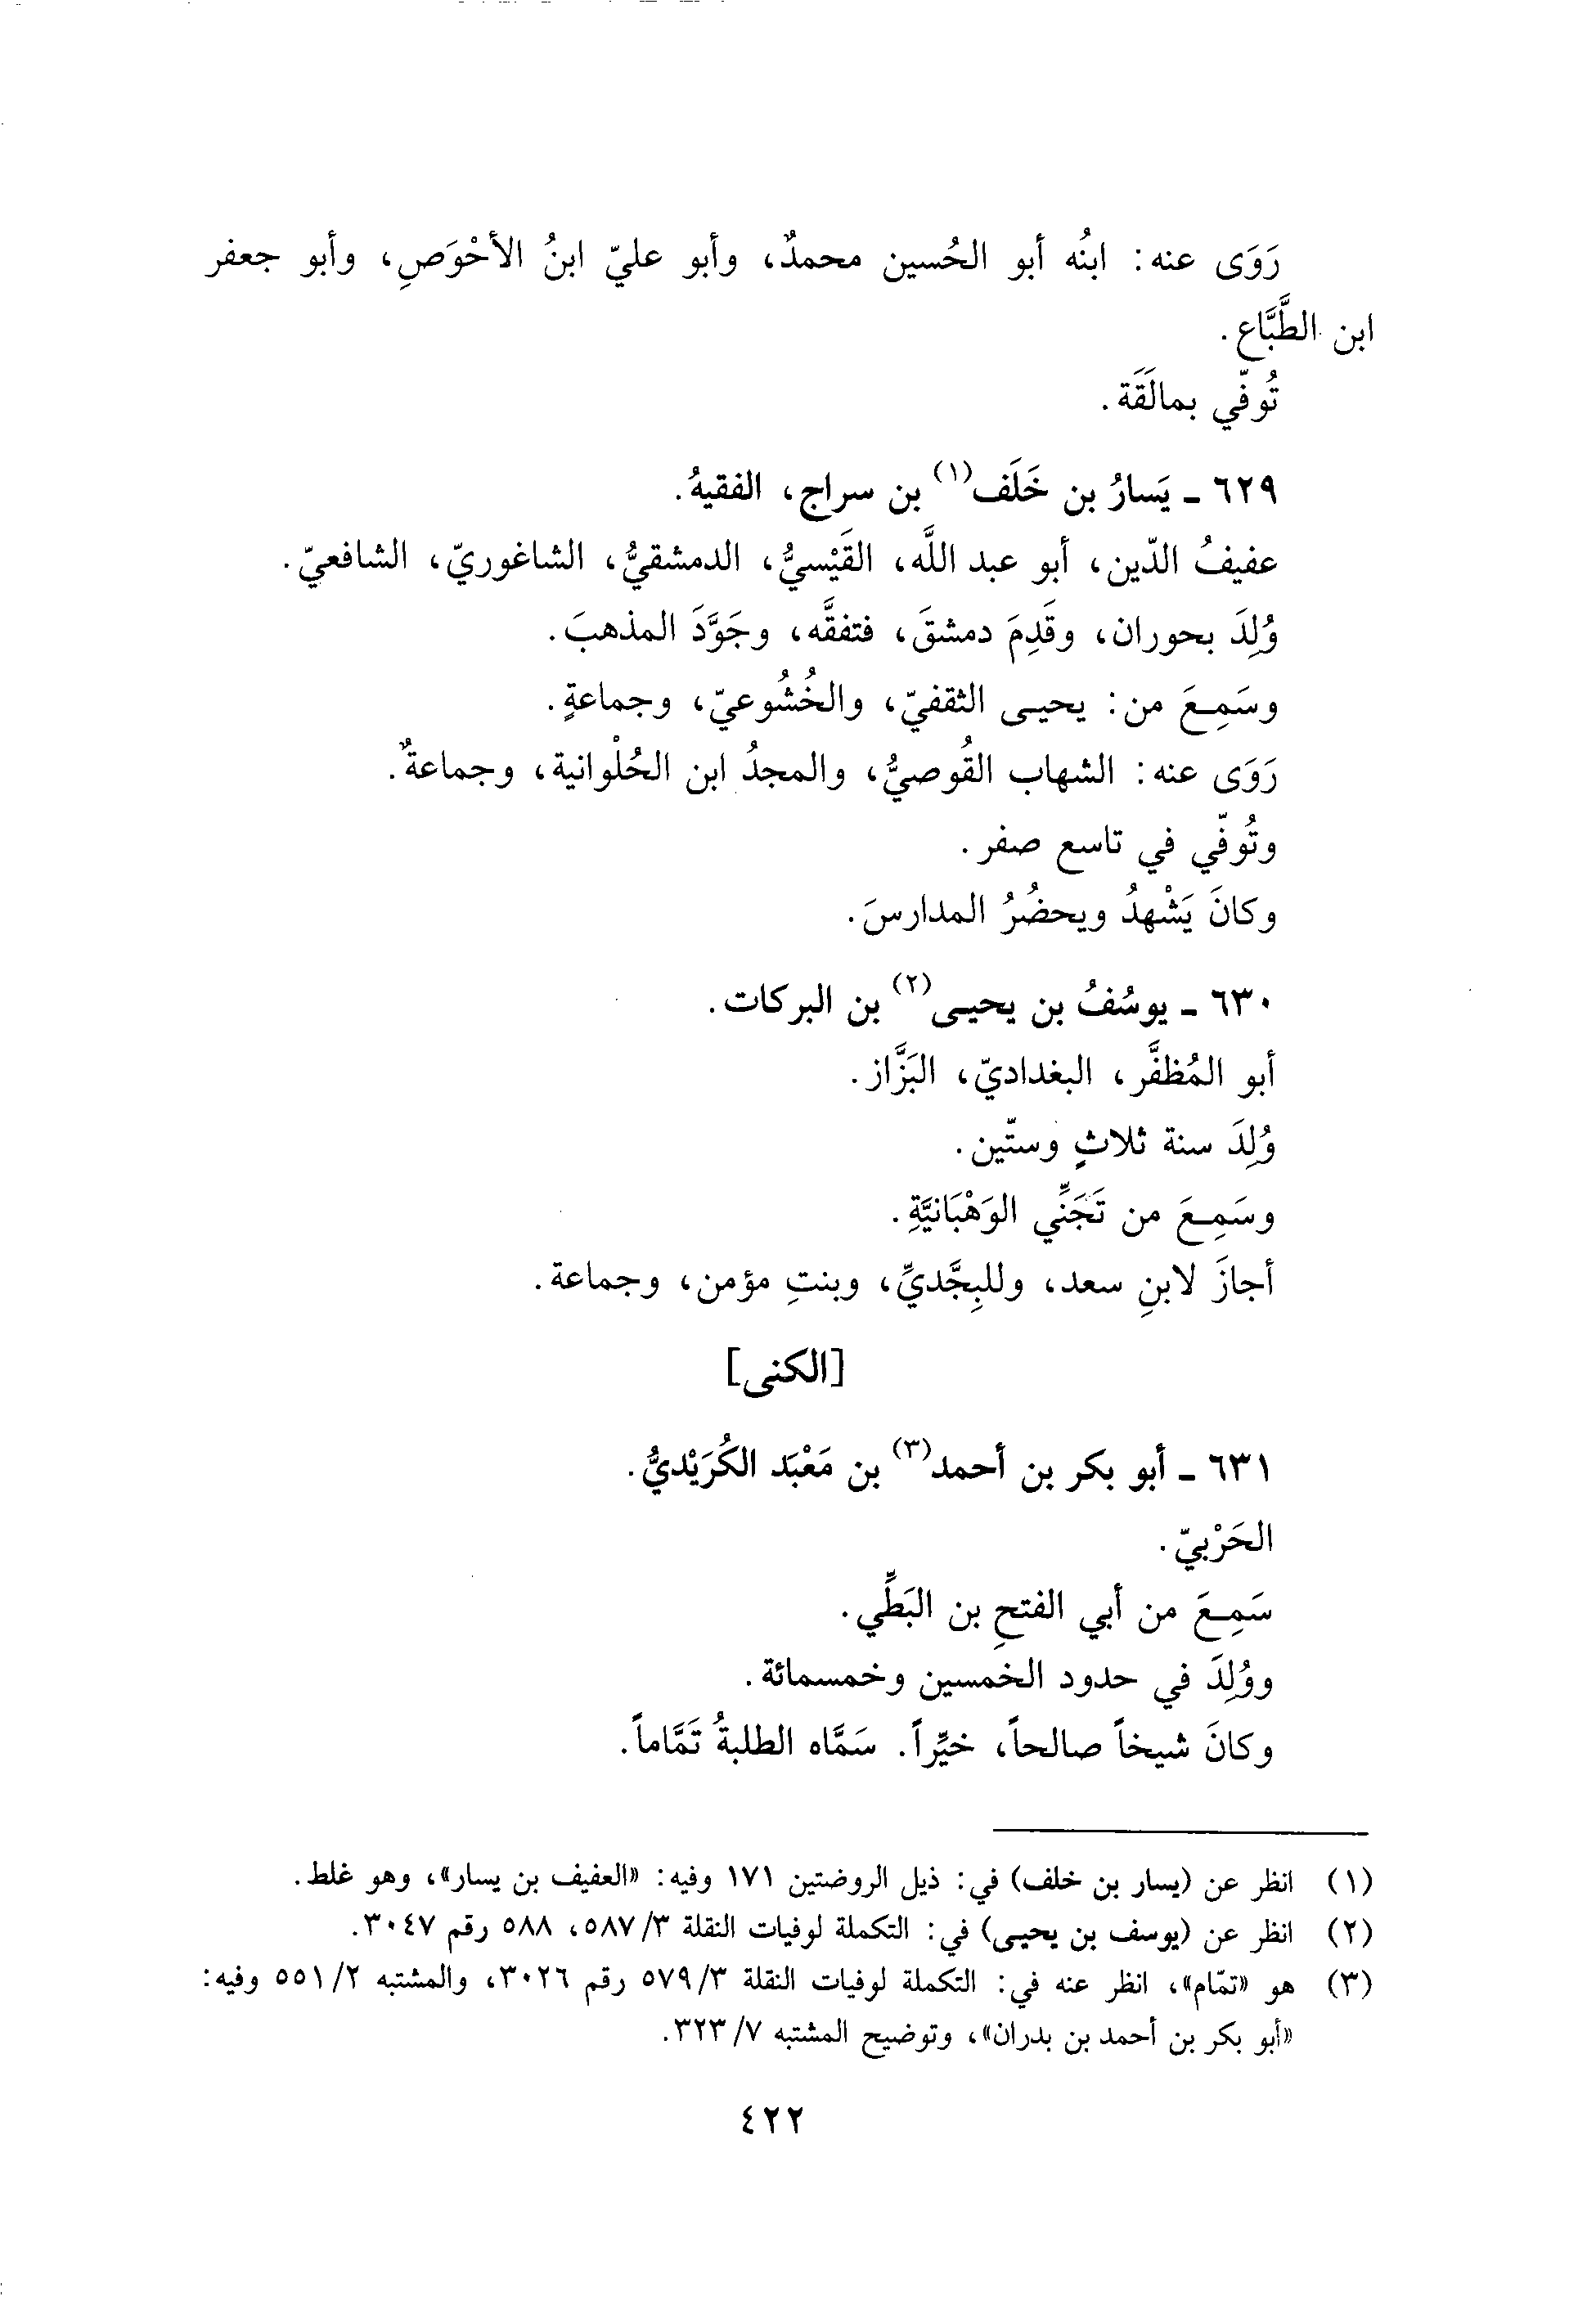 رَوَى عنه: ابنُه أبو الحُسين محمدٌ، وأبو عليّ ابنُ الأحْوَصِ، وأبو جعفر
ابن الطَّبَّاع.
تُوفّي بمالَقَة.
٦٢٩ ـ يَسارُ بن خَلَف(١) بن سراج، الفقيهُ.
عفيفُ الدّين، أبو عبد اللَّه، القَيْسيُّ، الدمشقيُّ، الشاغوريّ، الشافعيّ.
وُلِدَ بحوران، وقَدِمَ دمشقَ، فتفقَّه، وجَوَّدَ المذهبَ.
وسَمِعَ من: يحيى الثقفيّ، والخُشُوعيّ، وجماعةٍ.
رَوَى عنه: الشهاب القُوصيُّ، والمجدُ ابن الحُلْوانية، وجماعةٌ.
وتُوفّي في تاسع صفر.
وكانَ يَشْهدُ ويحضُرُ المدارسَ.
٦٣٠ ـ يوسُفُ بن يحيى(٢) بن البركات.
أبو المُظفَّر، البغداديّ، البَزَّاز.
وُلِدَ سنة ثلاثٍ وستّين.
وسَمِعَ من تَجَنِّي الوَهْبَانيَّةِ.
أجازَ لابنِ سعد، وللبِجَّديِّ، وبنتِ مؤمن، وجماعة.
[الكنى]
٦٣١ ـ أبو بكر بن أحمد(٣) بن مَعْبَد الكُرَيْديُّ.
الحَرْبيّ.
سَمِعَ من أبي الفتحِ بن البَطِّي.
ووُلِدَ في حدود الخمسين وخمسمائة.
وكانَ شيخاً صالحاً، خيِّراً. سَمَّاه الطلبةُ تَمَّاماً.
(١) انظر عن (يسار بن خلف) في: ذيل الروضتين ١٧١ وفيه: «العفيف بن يسار»، وهو غلط.
(٢) انظر عن (يوسف بن يحيى) في: التكملة لوفيات النقلة ٣/ ٥٨٧، ٥٨٨ رقم ٣٠٤٧.
(٣) هو «تمّام»، انظر عنه في: التكملة لوفيات النقلة ٣/ ٥٧٩ رقم ٣٠٢٦، والمشتبه ٢/ ٥٥١ وفيه:
«أبو بكر بن أحمد بن بدران»، وتوضيح المشتبه ٧/ ٣٢٣.
٤٢٢